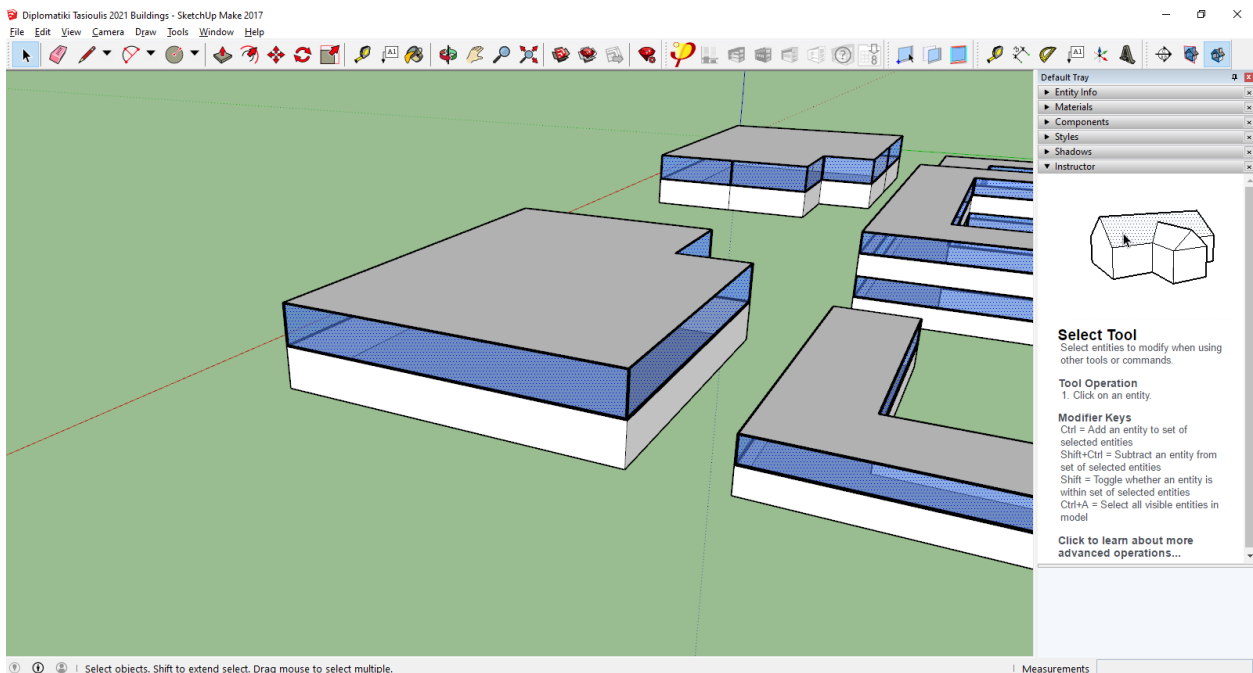 Diplomatiki Tasioulis 2021 Buildings - SketchUp Make 2017
File Edit View Camera Draw Tools Window Help
A1
A1
Default Tray
Entity Info
Materials
Components
Styles
Shadows
Instructor
Select Tool
Select entities to modify when using
other tools or commands.
Tool Operation
1. Click on an entity.
Modifier Keys
Ctrl = Add an entity to set of
selected entities
Shift+Ctrl = Subtract an entity from
set of selected entities
Shift = Toggle whether an entity is
within set of selected entities
Ctrl+A = Select all visible entities in
model
Click to learn about more
advanced operations...
Select objects. Shift to extend select. Drag mouse to select multiple.
Measurements